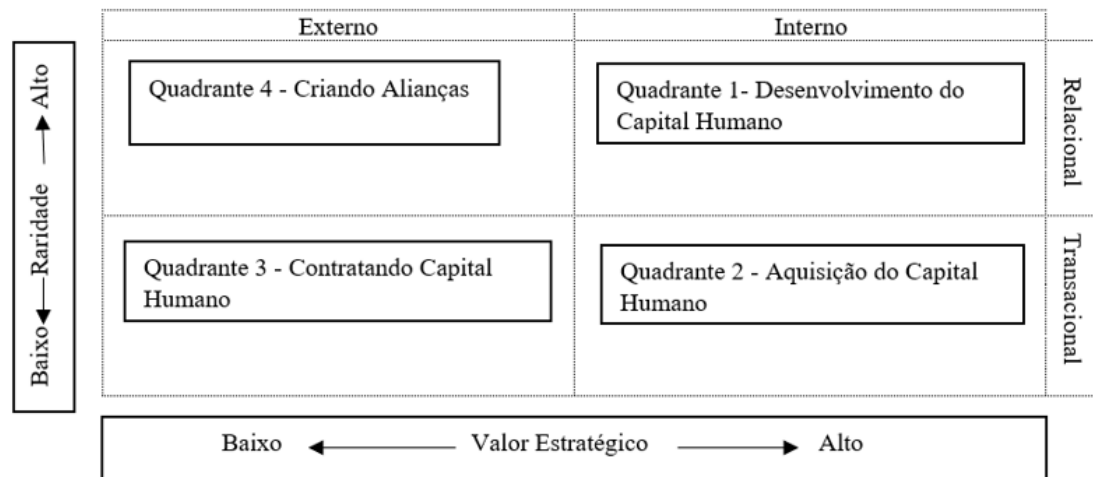 Externo
Interno
Quadrante 4 - Criando Alianças
Quadrante 1- Desenvolvimento do
Capital Humano
Quadrante 3 - Contratando Capital
Humano
Quadrante 2 - Aquisição do Capital
Humano
Baixo Raridade Alto
Relacional
Transacional
Baixo Valor Estratégico Alto